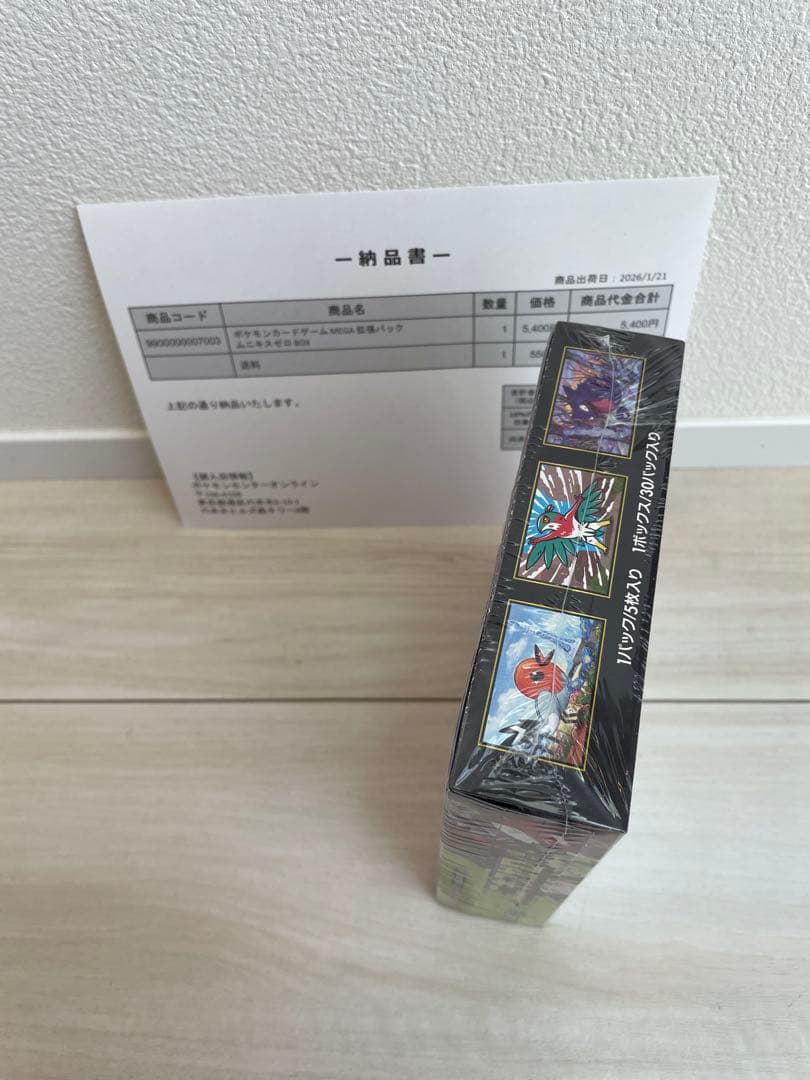 ー納品書ー
商品出荷日：2026/1/21
商品コード 商品名 数量 価格 商品代金合計
9900000007003 ポケモンカードゲーム MEGA 拡張パック ムニキスゼロ BOX 1 5,400 5,400円
送料 1 550
上記の通り納品いたします。
【購入店情報】
ポケモンセンターオンライン
1パック/5枚入り 1ボックス/30パック入り